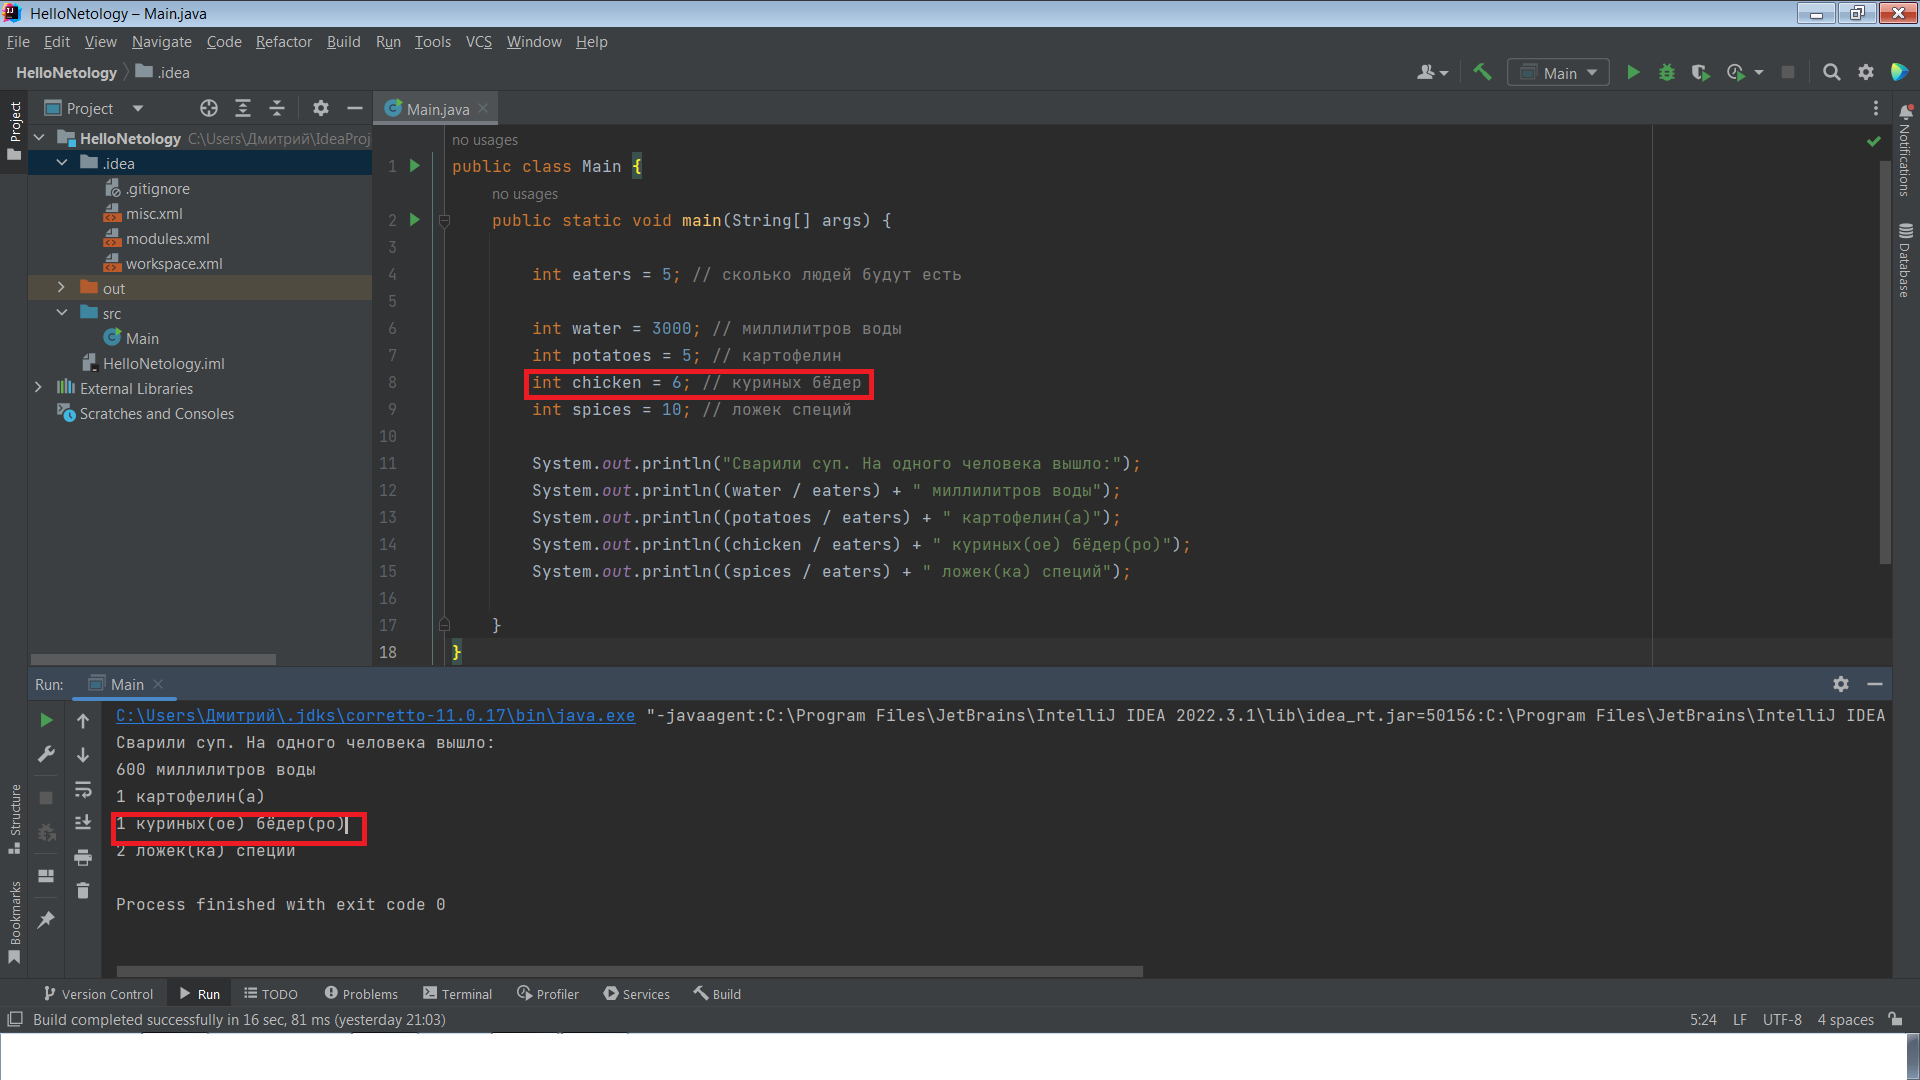 HelloNetology – Main.java
File Edit View Navigate Code Refactor Build Run Tools VCS Window Help
HelloNetology .idea
Main
Project
Main.java
Project
HelloNetology C:\Users\Дмитрий\IdeaProj
.idea
.gitignore
misc.xml
modules.xml
workspace.xml
out
src
Main
HelloNetology.iml
External Libraries
Scratches and Consoles
Structure
Bookmarks
Notifications
Database
no usages
1 public class Main {
no usages
2 public static void main(String[] args) {
3
4 int eaters = 5; // сколько людей будут есть
5
6 int water = 3000; // миллилитров воды
7 int potatoes = 5; // картофелин
8 int chicken = 6; // куриных бёдер
9 int spices = 10; // ложек специй
10
11 System.out.println("Сварили суп. На одного человека вышло:");
12 System.out.println((water / eaters) + " миллилитров воды");
13 System.out.println((potatoes / eaters) + " картофелин(а)");
14 System.out.println((chicken / eaters) + " куриных(ое) бёдер(ро)");
15 System.out.println((spices / eaters) + " ложек(ка) специй");
16
17 }
18 }
Run: Main
C:\Users\Дмитрий\.jdks\corretto-11.0.17\bin\java.exe "-javaagent:C:\Program Files\JetBrains\IntelliJ IDEA 2022.3.1\lib\idea_rt.jar=50156:C:\Program Files\JetBrains\IntelliJ IDEA
Сварили суп. На одного человека вышло:
600 миллилитров воды
1 картофелин(а)
1 куриных(ое) бёдер(ро)
2 ложек(ка) специй
Process finished with exit code 0
Version Control Run TODO Problems Terminal Profiler Services Build
Build completed successfully in 16 sec, 81 ms (yesterday 21:03)
5:24 LF UTF-8 4 spaces